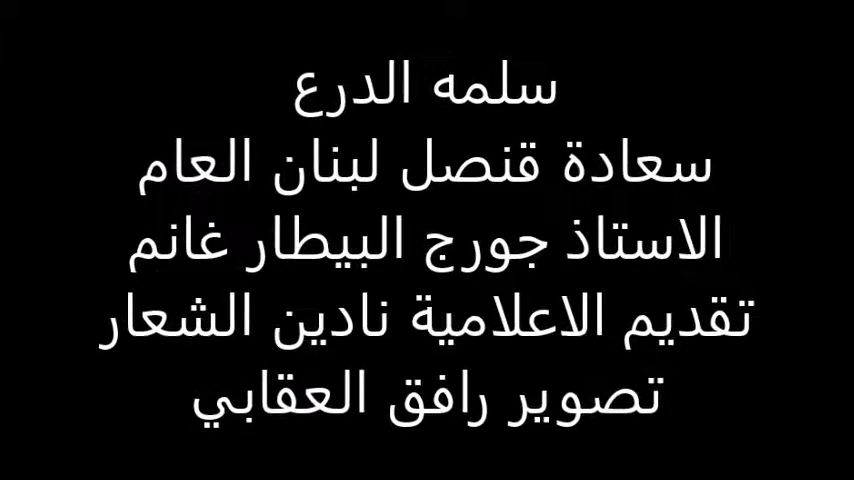 سلمه الدرع
سعادة قنصل لبنان العام
الاستاذ جورج البيطار غانم
تقديم الاعلامية نادين الشعار
تصوير رافق العقابي